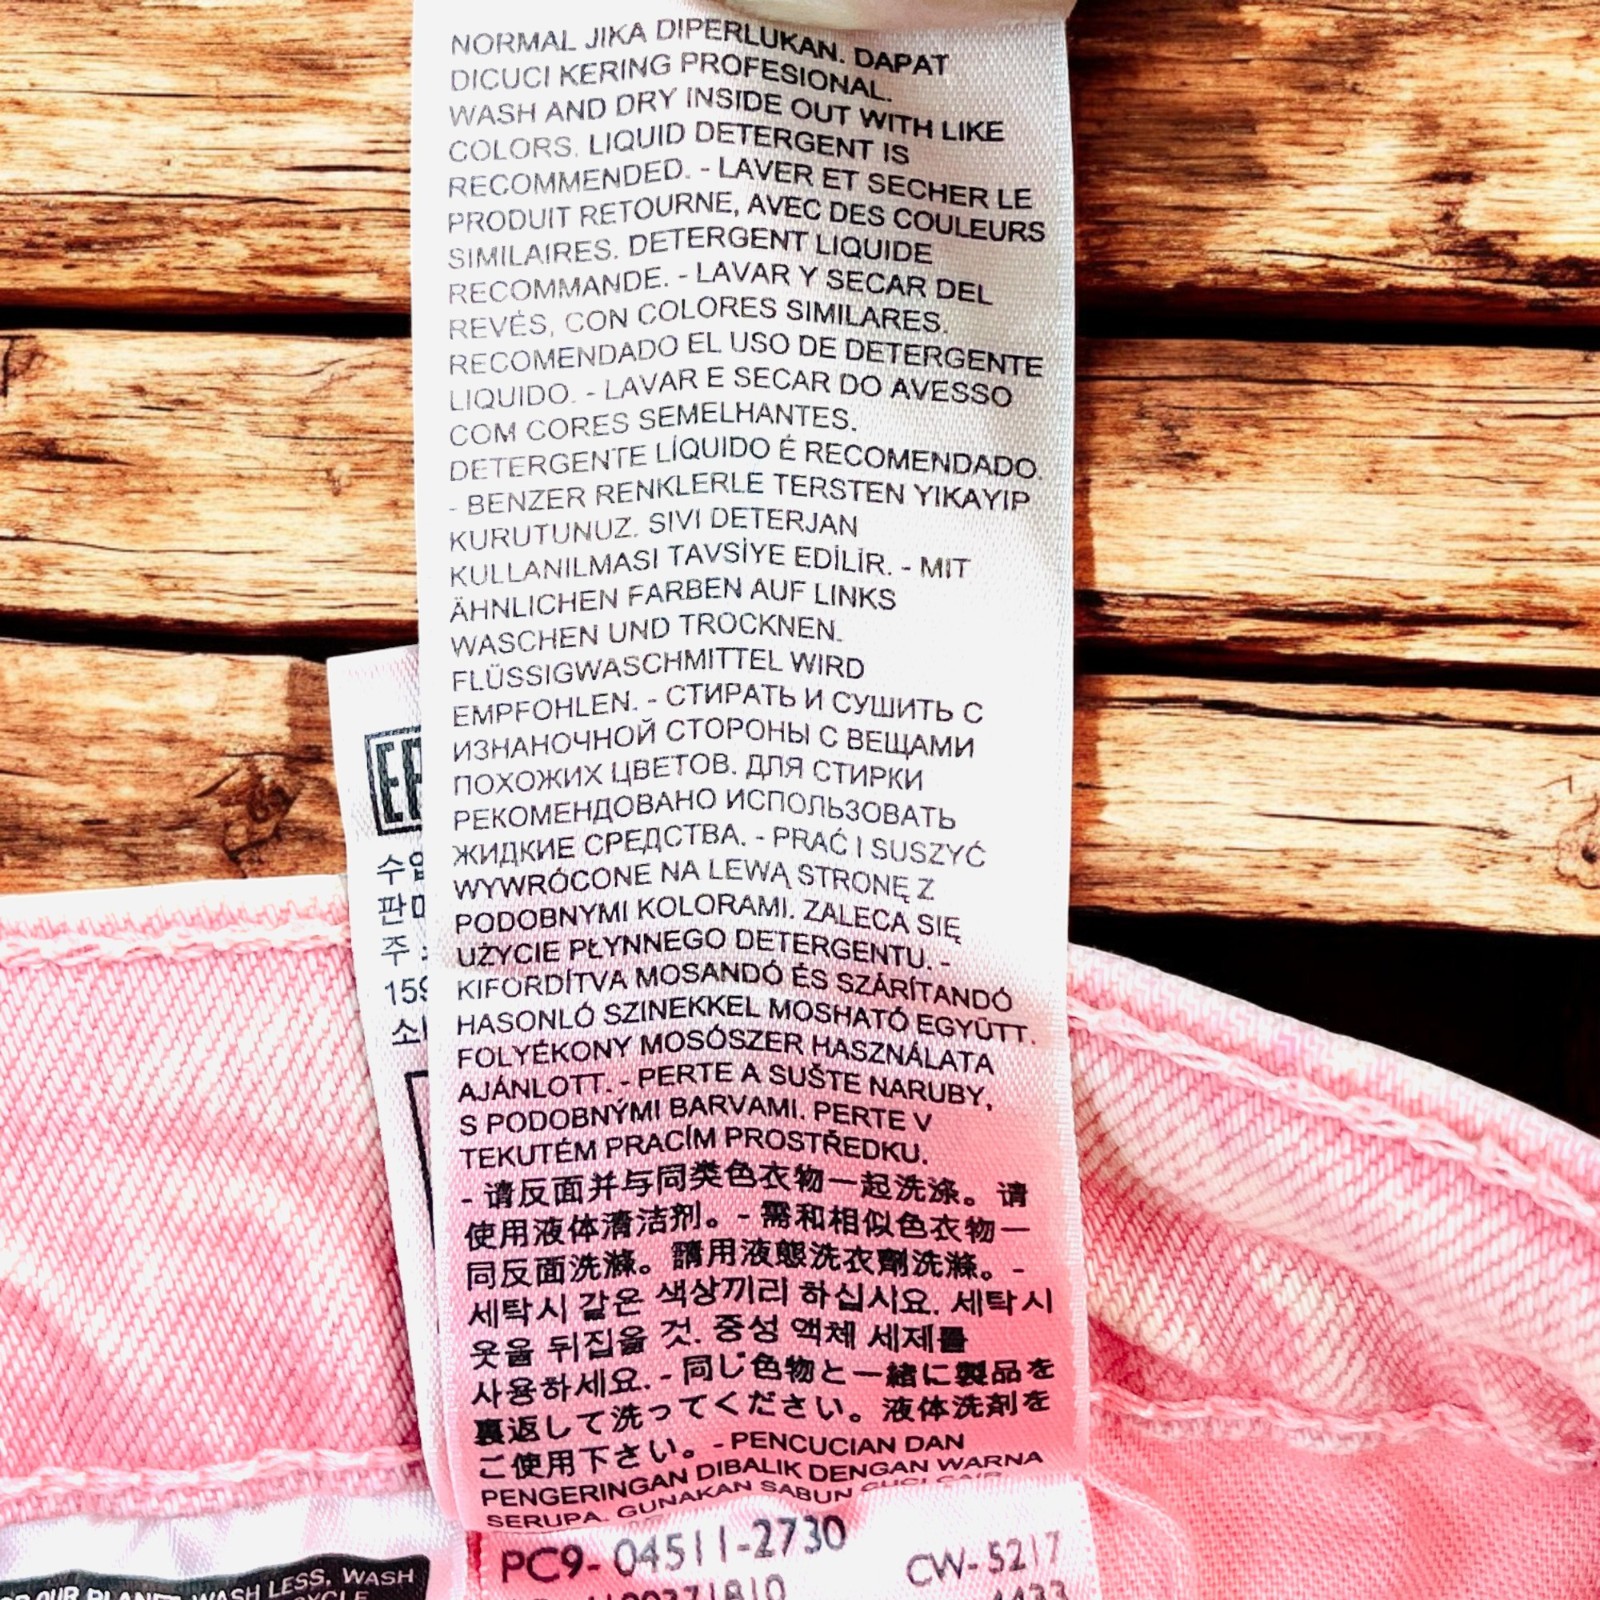 NORMAL JIKA DIPERLUKAN. DAPAT
DICUCI KERING PROFESIONAL.
WASH AND DRY INSIDE OUT WITH LIKE
COLORS. LIQUID DETERGENT IS
RECOMMENDED. - LAVER ET SECHER LE
PRODUIT RETOURNE, AVEC DES COULEURS
SIMILAIRES. DETERGENT LIQUIDE
RECOMMANDE. - LAVAR Y SECAR DEL
REVÉS, CON COLORES SIMILARES.
RECOMENDADO EL USO DE DETERGENTE
LIQUIDO. - LAVAR E SECAR DO AVESSO
COM CORES SEMELHANTES.
DETERGENTE LÍQUIDO É RECOMENDADO.
- BENZER RENKLERLE TERSTEN YIKAYIP
KURUTUNUZ. SIVI DETERJAN
KULLANILMASI TAVSİYE EDİLİR. - MIT
ÄHNLICHEN FARBEN AUF LINKS
WASCHEN UND TROCKNEN.
FLÜSSIGWASCHMITTEL WIRD
EMPFOHLEN. - СТИРАТЬ И СУШИТЬ С
ИЗНАНОЧНОЙ СТОРОНЫ С ВЕЩАМИ
ПОХОЖИХ ЦВЕТОВ. ДЛЯ СТИРКИ
РЕКОМЕНДОВАНО ИСПОЛЬЗОВАТЬ
ЖИДКИЕ СРЕДСТВА. - PRAĆ I SUSZYĆ
WYWRÓCONE NA LEWĄ STRONĘ Z
PODOBNYMI KOLORAMI. ZALECA SIĘ
UŻYCIE PŁYNNEGO DETERGENTU. -
KIFORDÍTVA MOSANDÓ ÉS SZÁRÍTANDÓ
HASONLÓ SZINEKKEL MOSHATÓ EGYÜTT.
FOLYÉKONY MOSÓSZER HASZNÁLATA
AJÁNLOTT. - PERTE A SUŠTE NARUBY,
S PODOBNÝMI BARVAMI. PERTE V
TEKUTÉM PRACÍM PROSTŘEDKU.
- 请反面并与同类色衣物一起洗涤。请
使用液体清洁剂。- 需和相似色衣物一
同反面洗滌。請用液態洗衣劑洗滌。-
세탁시 같은 색상끼리 하십시요. 세탁시
옷을 뒤집을 것. 중성 액체 세제를
사용하세요. - 同じ色物と一緒に製品を
裏返して洗ってください。液体洗剤を
ご使用下さい。- PENCUCIAN DAN
PENGERINGAN DIBALIK DENGAN WARNA
SERUPA. GUNAKAN SABUN CUCI CAIR
PC9- 04511-2730 CW-5217
159
OUR PLANET WASH LESS, WASH